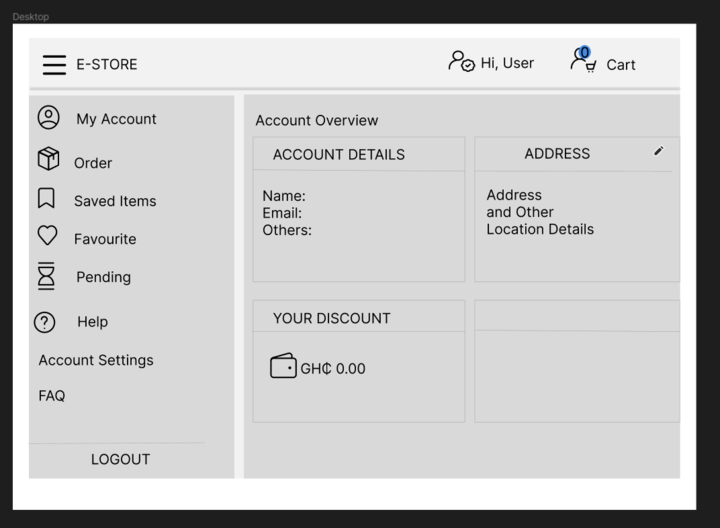 Desktop
E-STORE
Hi, User
0
Cart
My Account
Order
Saved Items
Favourite
Pending
Help
Account Settings
FAQ
LOGOUT
Account Overview
ACCOUNT DETAILS
Name:
Email:
Others:
ADDRESS
Address
and Other
Location Details
YOUR DISCOUNT
GH₵ 0.00